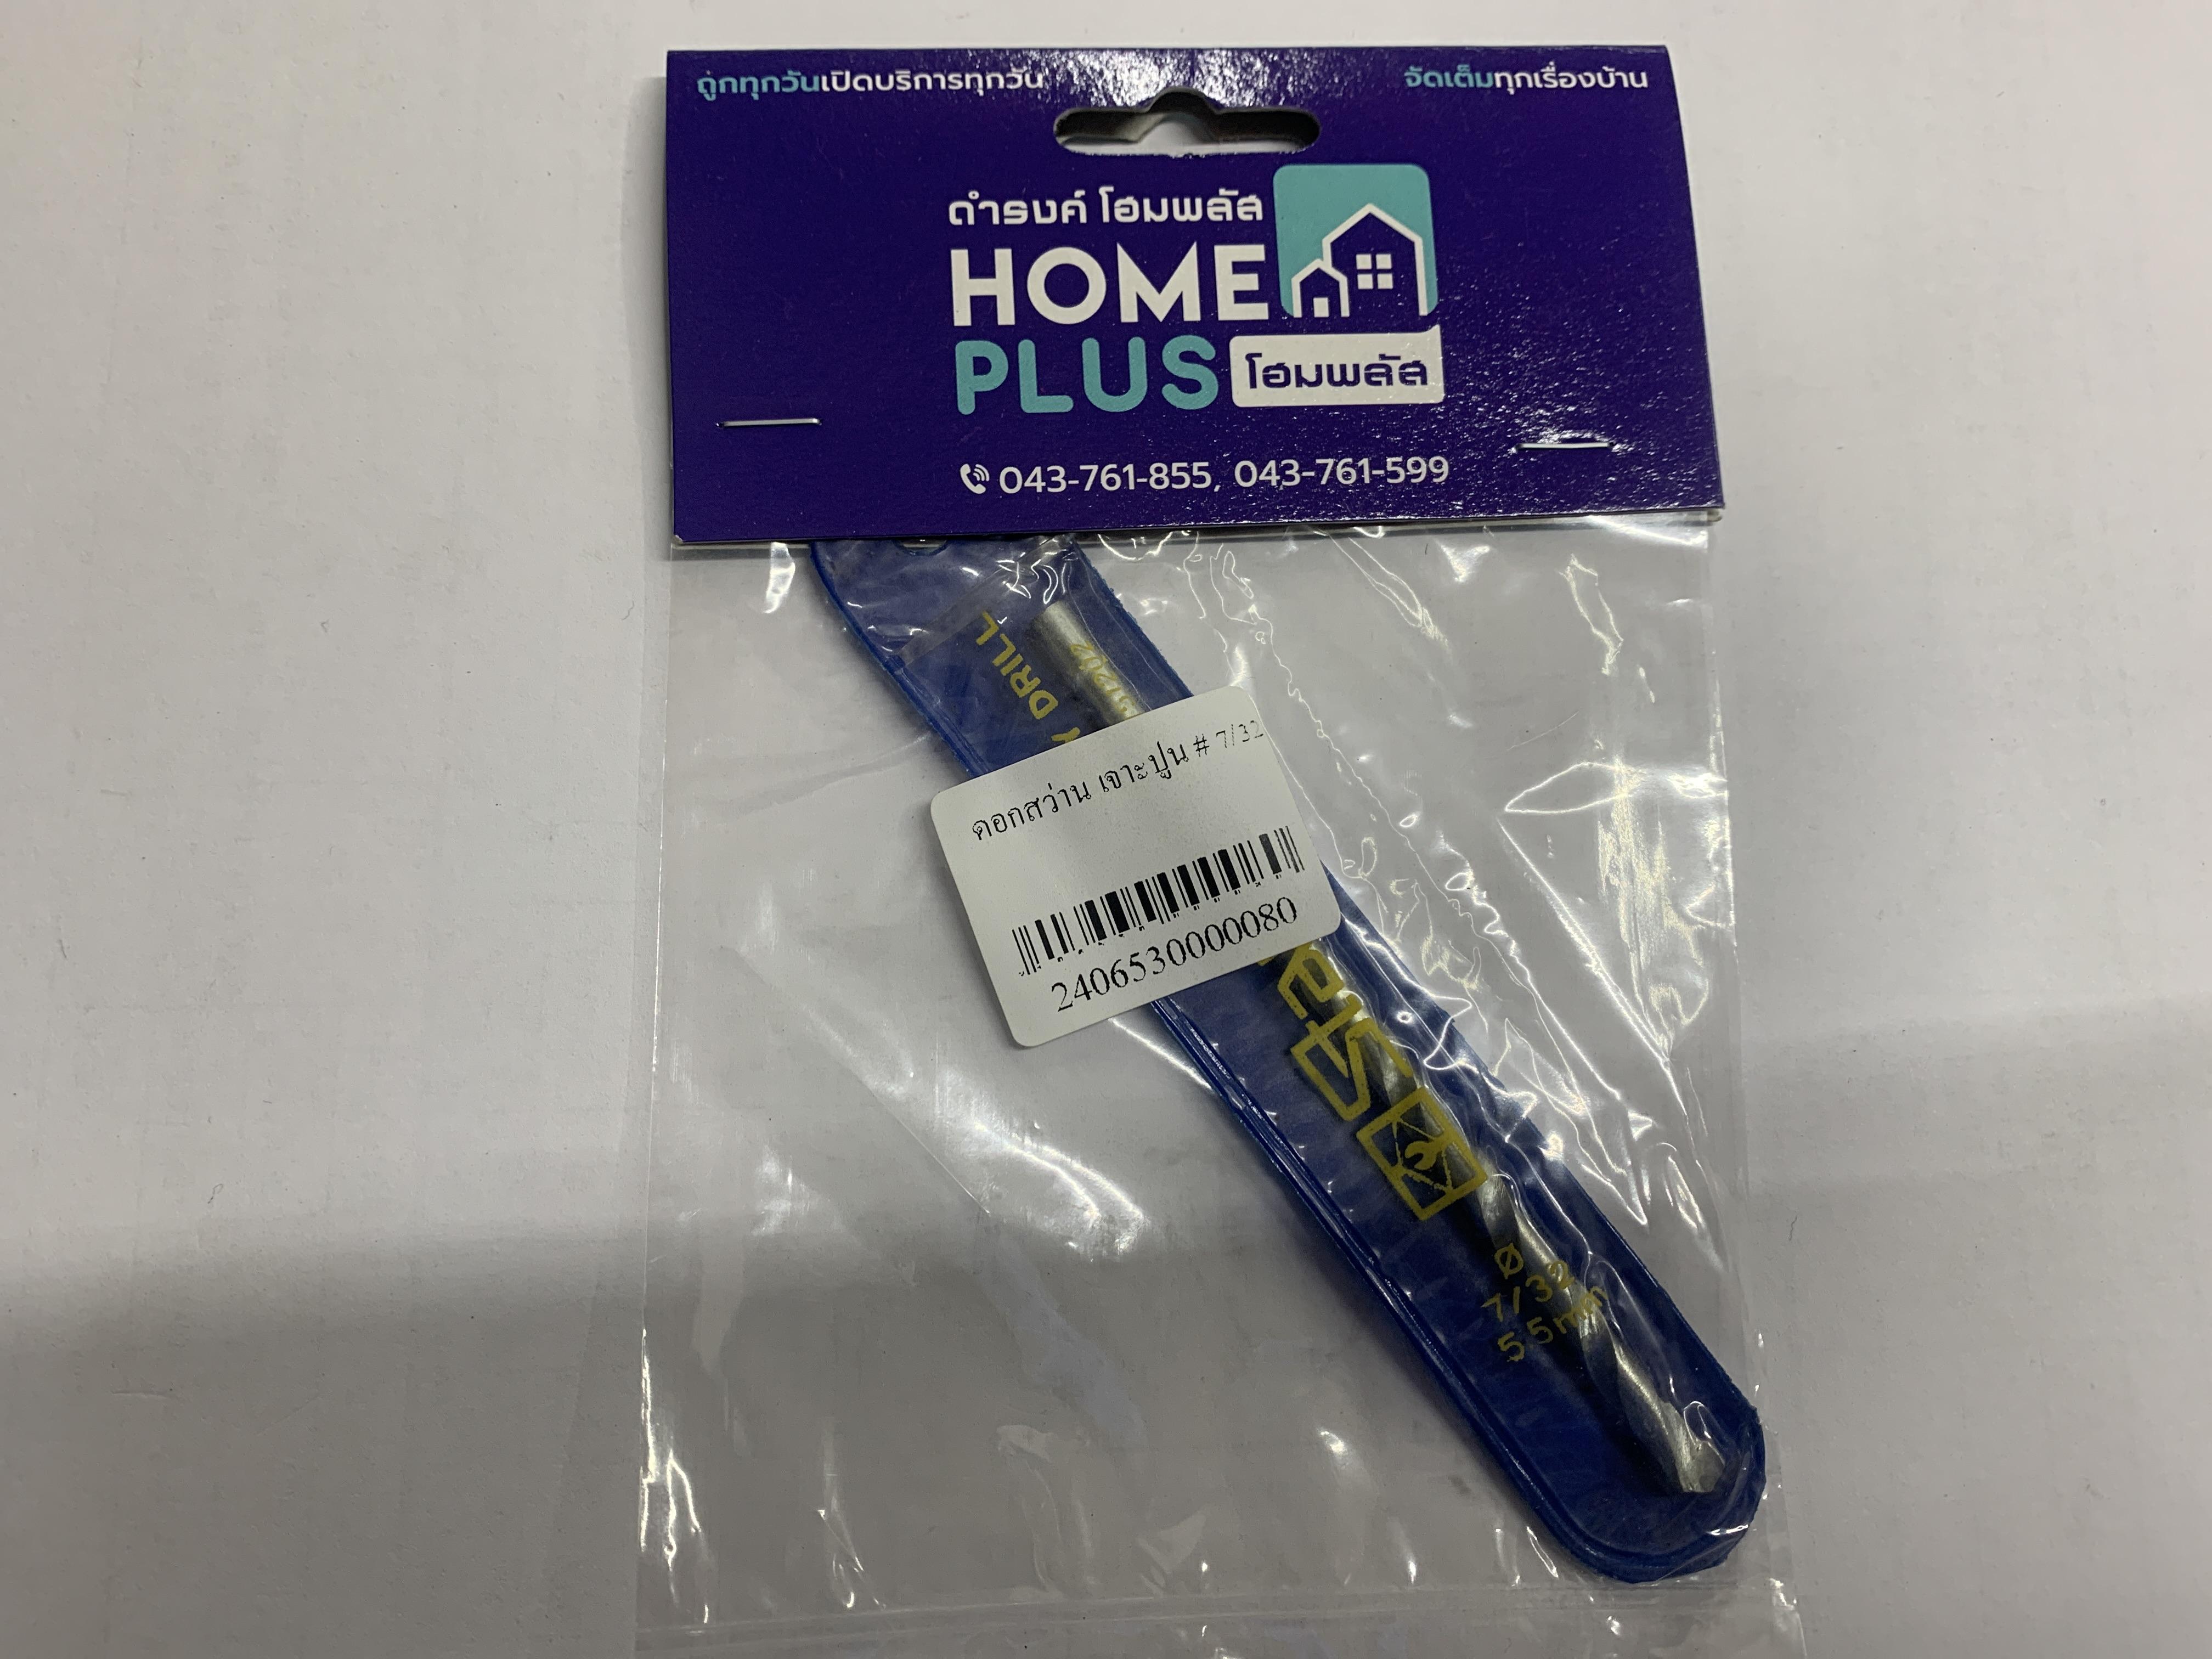 ถูกทุกวันเปิดบริการทุกวัน
จัดเต็มทุกเรื่องบ้าน
ดำรงค์ โฮมพลัส
HOME
PLUS
โฮมพลัส
043-761-855, 043-761-599
DRILL
ดอกสว่าน เจาะปูน # 7/32
2406530000080
Ø
7/32